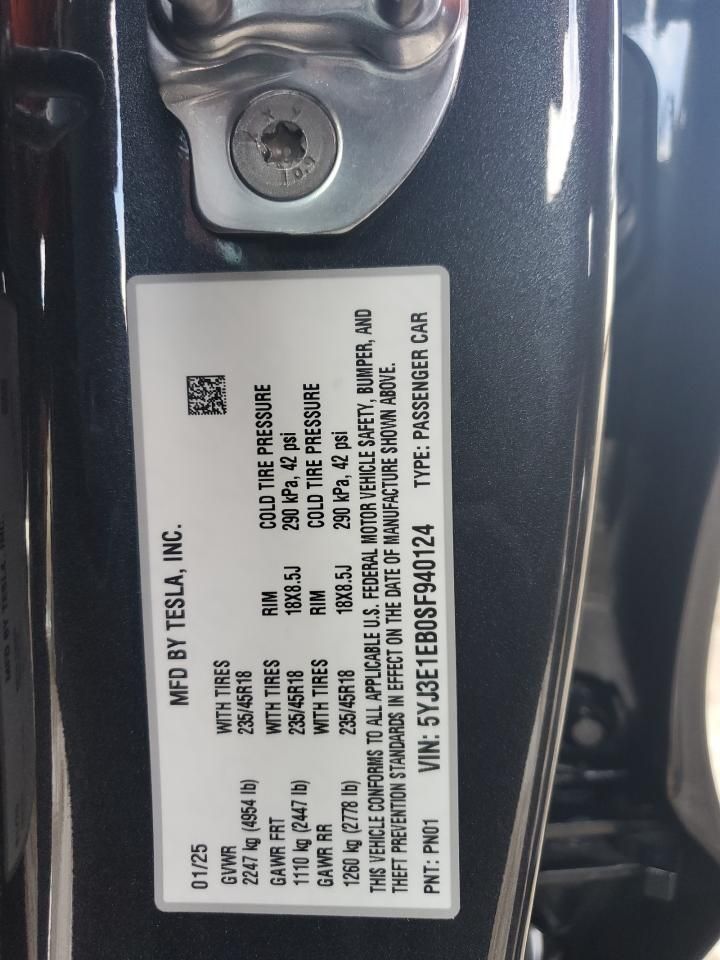 MFD BY TESLA, INC.
01/25
GVWR WITH TIRES
2247 kg (4954 lb) 235/45R18
GAWR FRT WITH TIRES RIM COLD TIRE PRESSURE
1110 kg (2447 lb) 235/45R18 18X8.5J 290 kPa, 42 psi
GAWR RR WITH TIRES RIM COLD TIRE PRESSURE
1260 kg (2778 lb) 235/45R18 18X8.5J 290 kPa, 42 psi
THIS VEHICLE CONFORMS TO ALL APPLICABLE U.S. FEDERAL MOTOR VEHICLE SAFETY, BUMPER, AND
THEFT PREVENTION STANDARDS IN EFFECT ON THE DATE OF MANUFACTURE SHOWN ABOVE.
PNT: PN01 VIN: 5YJ3E1EB0SF940124 TYPE: PASSENGER CAR